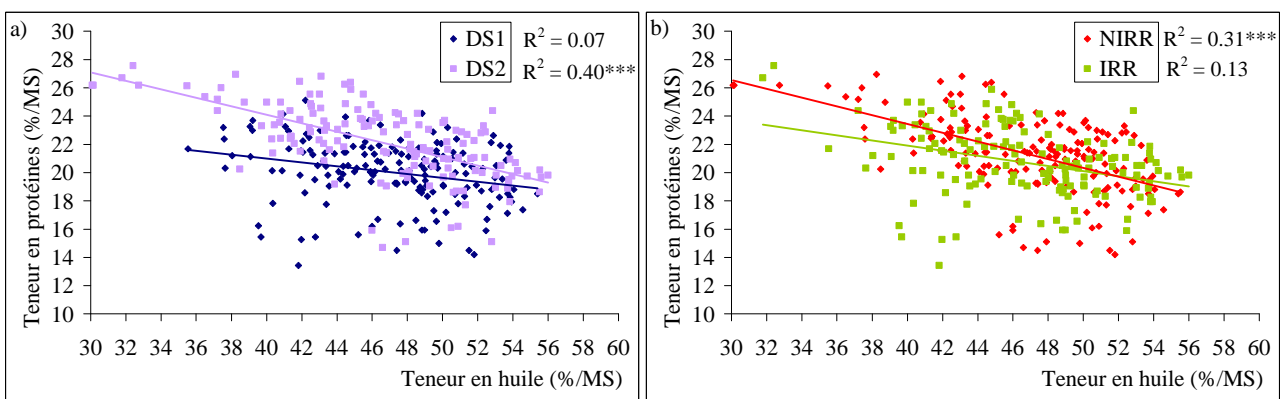 a)
DS1 R² = 0.07
DS2 R² = 0.40***
Teneur en protéines (%/MS)
30
28
26
24
22
20
18
16
14
12
10
30 32 34 36 38 40 42 44 46 48 50 52 54 56 58 60
Teneur en huile (%/MS)
b)
NIRR R² = 0.31***
IRR R² = 0.13
Teneur en protéines (%/MS)
30
28
26
24
22
20
18
16
14
12
10
30 32 34 36 38 40 42 44 46 48 50 52 54 56 58 60
Teneur en huile (%/MS)